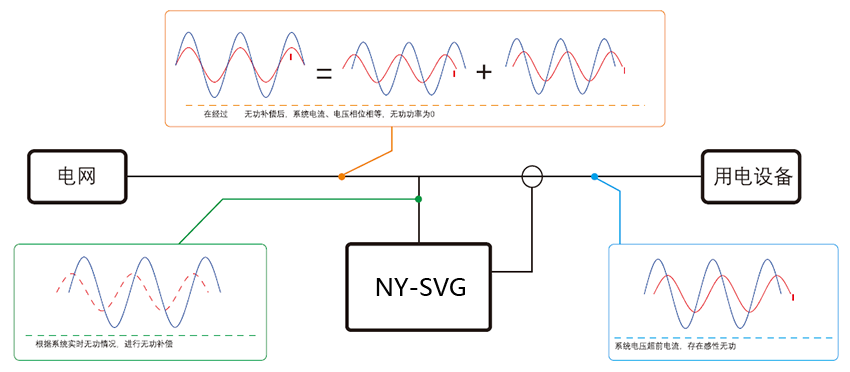 I
=
I
+
I
在经过 无功补偿后，系统电流、电压相位相等，无功功率为0
电网
用电设备
NY-SVG
I
根据系统实时无功情况，进行无功补偿
系统电压超前电流，存在感性无功